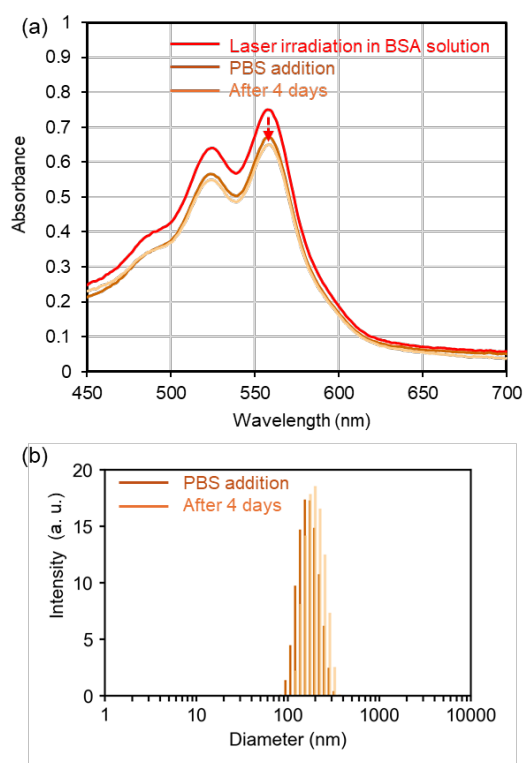 (a)
Laser irradiation in BSA solution
PBS addition
After 4 days
1
0.9
0.8
0.7
0.6
0.5
0.4
0.3
0.2
0.1
0
Absorbance
450 500 550 600 650 700
Wavelength (nm)
(b)
PBS addition
After 4 days
20
15
10
5
0
Intensity (a. u.)
1 10 100 1000 10000
Diameter (nm)